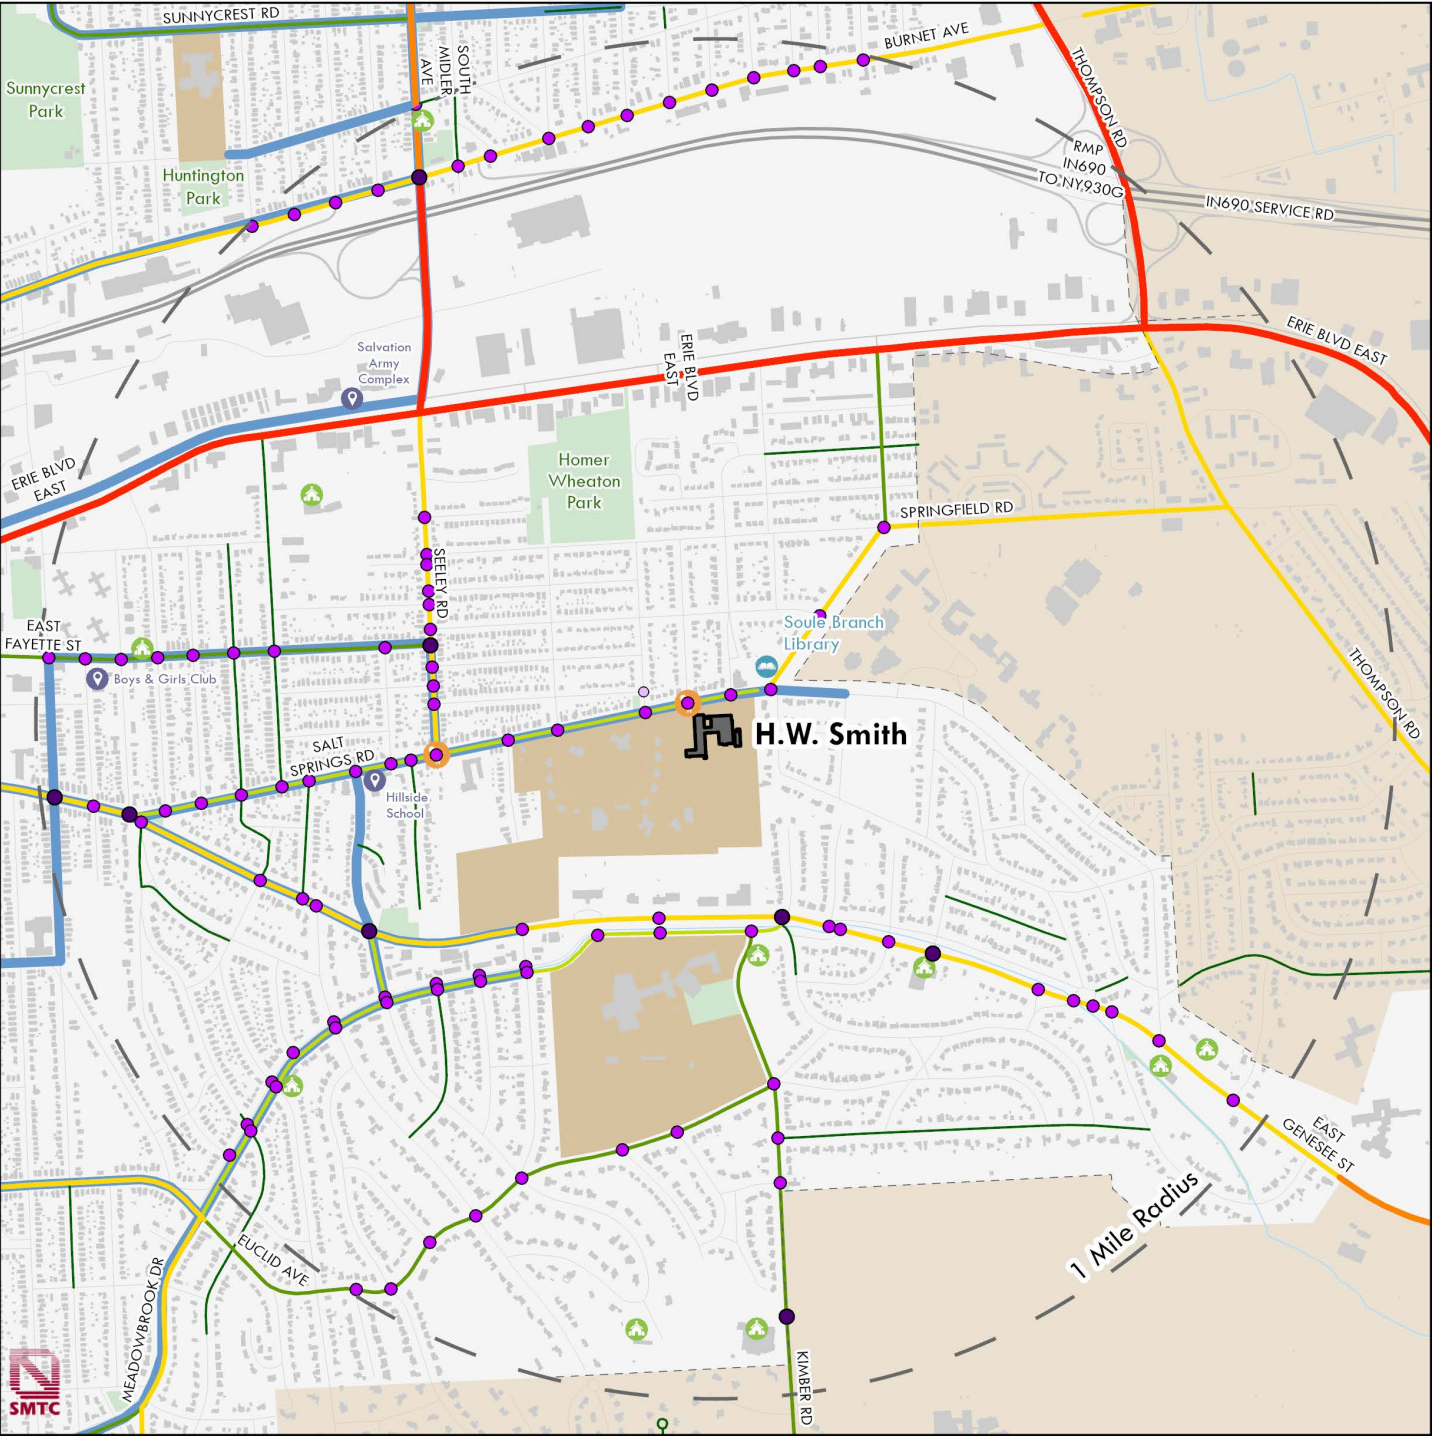 SUNNYCREST RD
SOUTH
MIDLER
AVE
BURNET AVE
THOMPSON RD
Sunnycrest
Park
Huntington
Park
RMP
IN690
TO NY930G
IN690 SERVICE RD
Salvation
Army
Complex
ERIE BLVD
EAST
ERIE BLVD EAST
ERIE BLVD
EAST
Homer
Wheaton
Park
SPRINGFIELD RD
SEELEY RD
EAST
FAYETTE ST
Boys & Girls Club
Soule Branch
Library
THOMPSON RD
H.W. Smith
SALT
SPRINGS RD
Hillside
School
EAST
GENESEE ST
1 Mile Radius
EUCLID AVE
MEADOWBROOK DR
KIMBER RD
SMTC